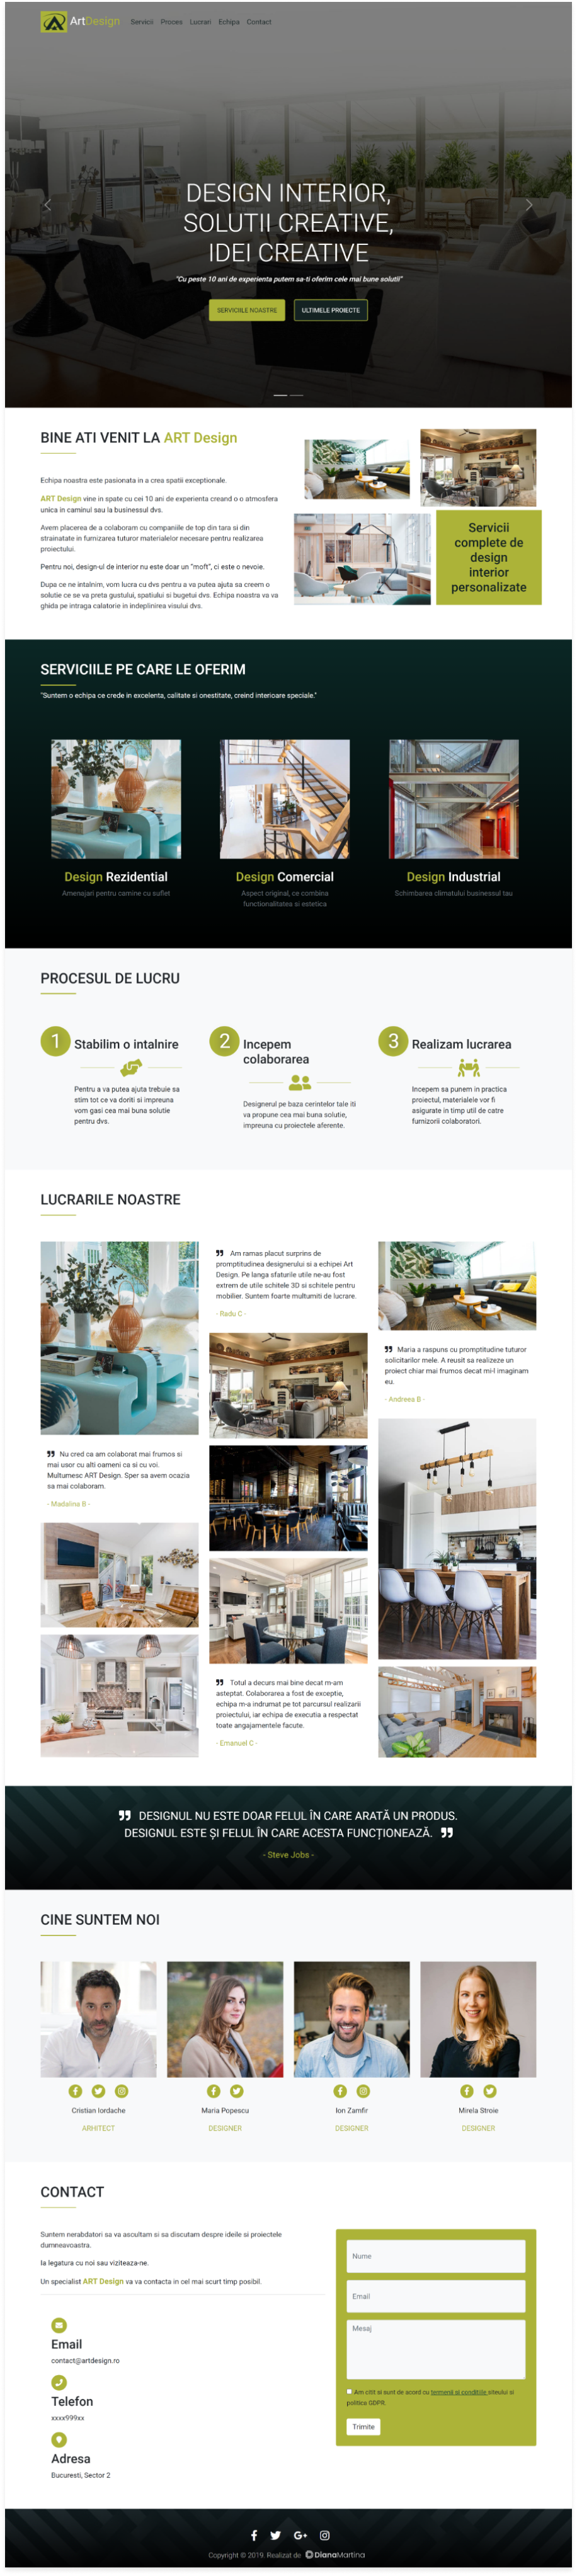 ArtDesign Servicii Proces Lucrari Echipa Contact
DESIGN INTERIOR,
SOLUTII CREATIVE,
IDEI CREATIVE
"Cu peste 10 ani de experienta putem sa-ti oferim cele mai bune solutii"
SERVICIILE NOASTRE
ULTIMELE PROIECTE
BINE ATI VENIT LA ART Design
Echipa noastra este pasionata in a crea spatii exceptionale.
ART Design vine in spate cu cei 10 ani de experienta creand o o atmosfera
unica in caminul sau la businessul dvs.
Avem placerea de a colabora cu companiile de top din tara si din
strainatate in furnizarea tuturor materialelor necesare pentru realizarea
proiectului.
Pentru noi, design-ul de interior nu este doar un "moft", ci este o nevoie.
Dupa ce ne intalnim, vom lucra cu dvs pentru a va putea ajuta sa creem o
solutie ce se va preta gustului, spatiului si bugetui dvs. Echipa noastra va va
ghida pe intraga calatorie in indeplinirea visului dvs.
Servicii
complete de
design
interior
personalizate
SERVICIILE PE CARE LE OFERIM
"Suntem o echipa ce crede in excelenta, calitate si onestitate, creind interioare speciale."
Design Rezidential
Amenajari pentru camine cu suflet
Design Comercial
Aspect original, ce combina
functionalitatea si estetica
Design Industrial
Schimbarea climatului businessul tau
PROCESUL DE LUCRU
1 Stabilim o intalnire
Pentru a va putea ajuta trebuie sa
stim tot ce va doriti si impreuna
vom gasi cea mai buna solutie
pentru dvs.
2 Incepem
colaborarea
Designerul pe baza cerintelor tale iti
va propune cea mai buna solutie,
impreuna cu proiectele aferente.
3 Realizam lucrarea
Incepem sa punem in practica
proiectul, materialele vor fi
asigurate in timp util de catre
furnizorii colaboratori.
LUCRARILE NOASTRE
Nu cred ca am colaborat mai frumos si
mai usor cu alti oameni ca si cu voi.
Multumesc ART Design. Sper sa avem ocazia
sa mai colaboram.
- Madalina B -
Am ramas placut surprins de
promptitudinea designerului si a echipei Art
Design. Pe langa sfaturile utile ne-au fost
extrem de utile schitele 3D si schitele pentru
mobilier. Suntem foarte multumiti de lucrare.
- Radu C -
Totul a decurs mai bine decat m-am
asteptat. Colaborarea a fost de exceptie,
echipa m-a indrumat pe tot parcursul realizarii
proiectului, iar echipa de executia a respectat
toate angajamentele facute.
- Emanuel C -
Maria a raspuns cu promptitudine tuturor
solicitarilor mele. A reusit sa realizeze un
proiect chiar mai frumos decat mi-l imaginam
eu.
- Andreea B -
DESIGNUL NU ESTE DOAR FELUL ÎN CARE ARATĂ UN PRODUS.
DESIGNUL ESTE ȘI FELUL ÎN CARE ACESTA FUNCȚIONEAZĂ.
- Steve Jobs -
CINE SUNTEM NOI
Cristian Iordache
ARHITECT
Maria Popescu
DESIGNER
Ion Zamfir
DESIGNER
Mirela Stroie
DESIGNER
CONTACT
Suntem nerabdatori sa va ascultam si sa discutam despre ideile si proiectele
dumneavoastra.
Ia legatura cu noi sau viziteaza-ne.
Un specialist ART Design va va contacta in cel mai scurt timp posibil.
Email
contact@artdesign.ro
Telefon
xxxx999xx
Adresa
Bucuresti, Sector 2
Nume
Email
Mesaj
Am citit si sunt de acord cu termenii si conditiile siteului si
politica GDPR.
Trimite
G+
Copyright © 2019. Realizat de DianaMartina